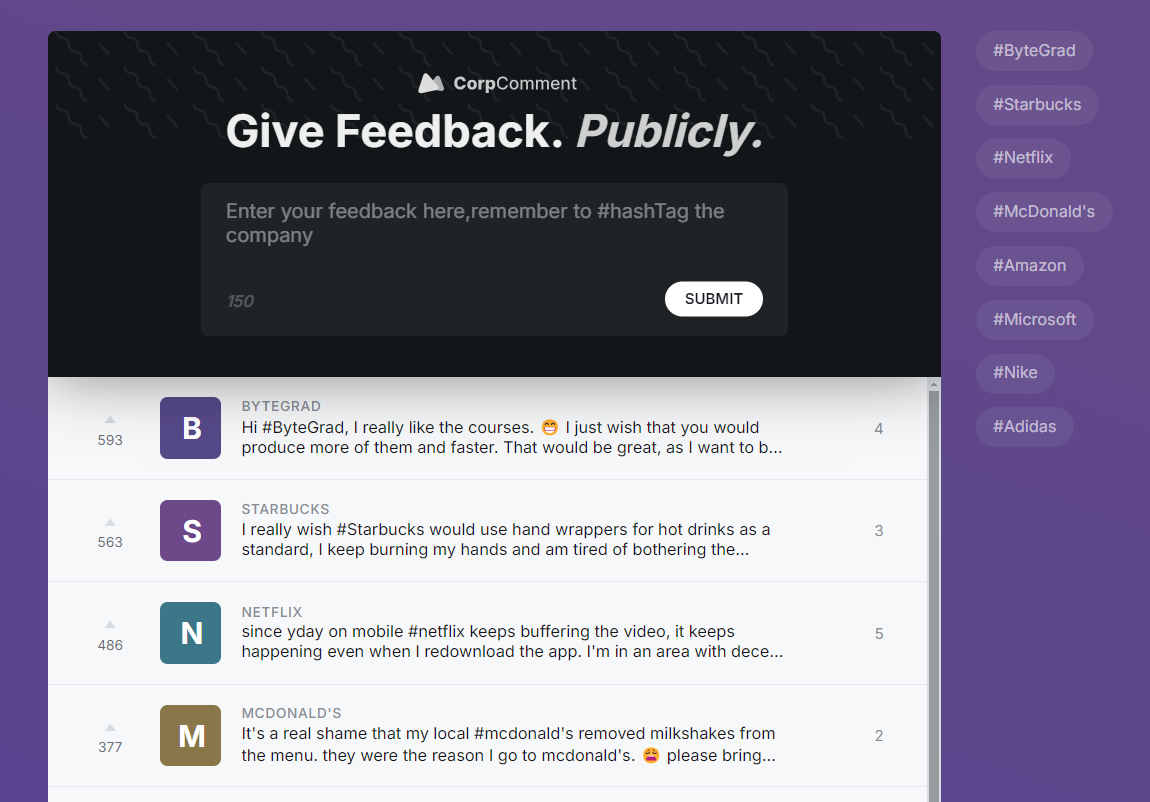 CorpComment
Give Feedback. Publicly.
Enter your feedback here,remember to #hashTag the
company
150
SUBMIT
593
B
BYTEGRAD
Hi #ByteGrad, I really like the courses. 😁 I just wish that you would
produce more of them and faster. That would be great, as I want to b...
4
563
S
STARBUCKS
I really wish #Starbucks would use hand wrappers for hot drinks as a
standard, I keep burning my hands and am tired of bothering the...
3
486
N
NETFLIX
since yday on mobile #netflix keeps buffering the video, it keeps
happening even when I redownload the app. I'm in an area with dece...
5
377
M
MCDONALD'S
It's a real shame that my local #mcdonald's removed milkshakes from
the menu. they were the reason I go to mcdonald's. 😩 please bring...
2
#ByteGrad
#Starbucks
#Netflix
#McDonald's
#Amazon
#Microsoft
#Nike
#Adidas